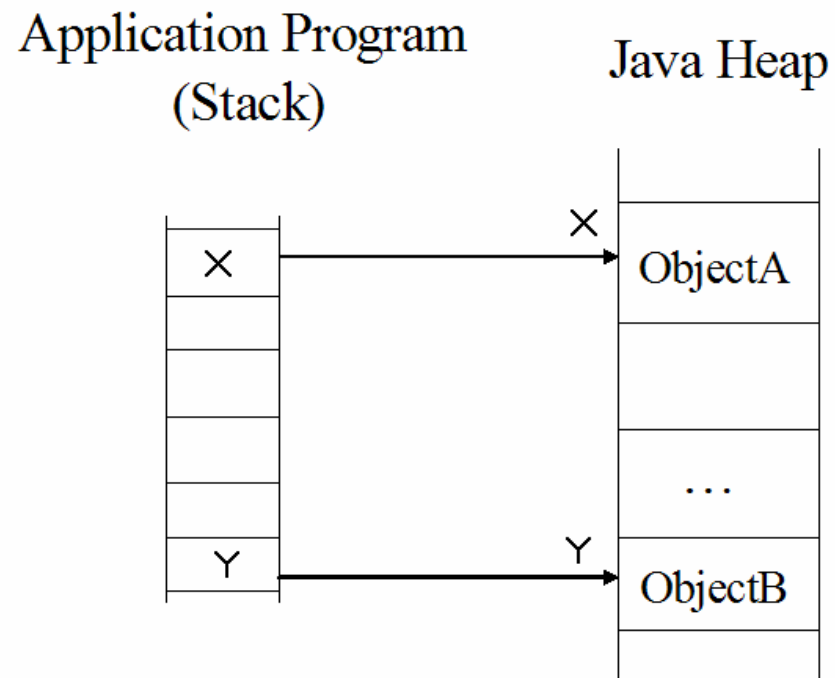 Application Program
(Stack)
Java Heap
X
X
ObjectA
...
Y
Y
ObjectB